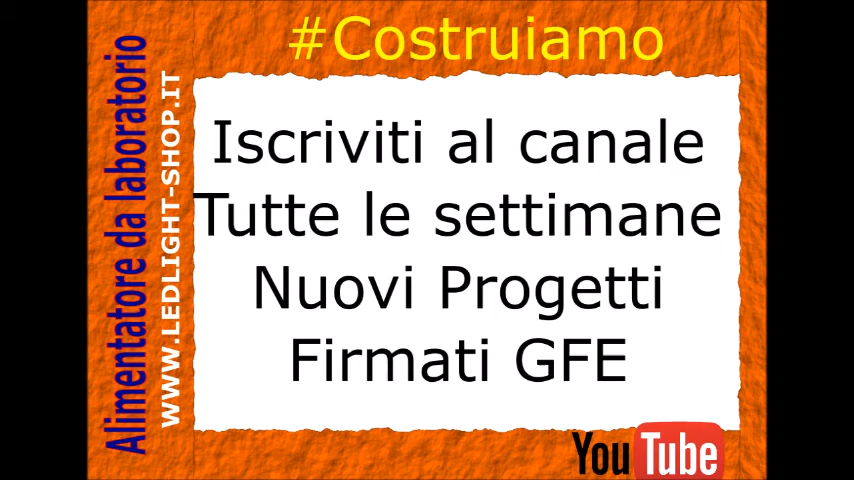 #Costruiamo
Alimentatore da laboratorio
WWW.LEDLIGHT-SHOP.IT
Iscriviti al canale
Tutte le settimane
Nuovi Progetti
Firmati GFE
YouTube